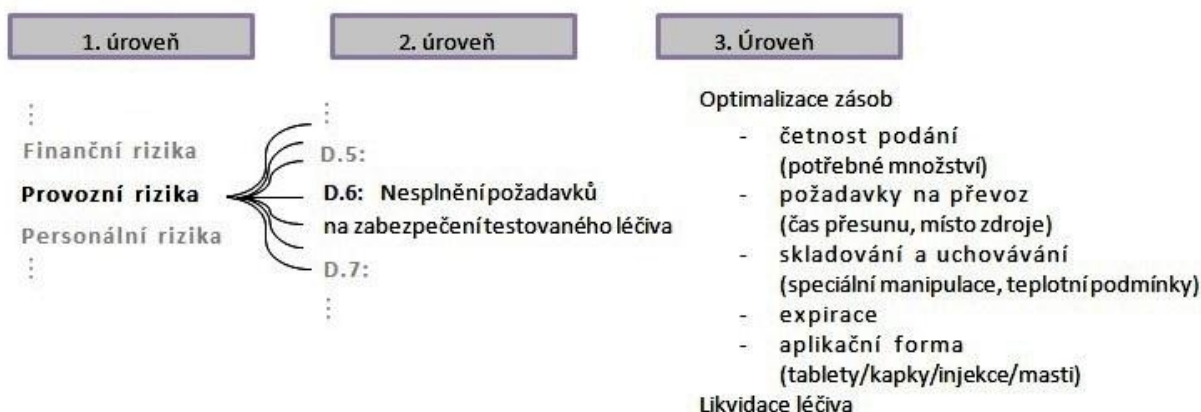 1. úroveň
2. úroveň
3. Úroveň
⋮
Finanční rizika
Provozní rizika
Personální rizika
⋮
⋮
D.5:
D.6: Nesplnění požadavků
na zabezpečení testovaného léčiva
D.7:
⋮
Optimalizace zásob
- četnost podání
(potřebné množství)
- požadavky na převoz
(čas přesunu, místo zdroje)
- skladování a uchovávání
(speciální manipulace, teplotní podmínky)
- expirace
- aplikační forma
(tablety/kapky/injekce/masti)
Likvidace léčiva